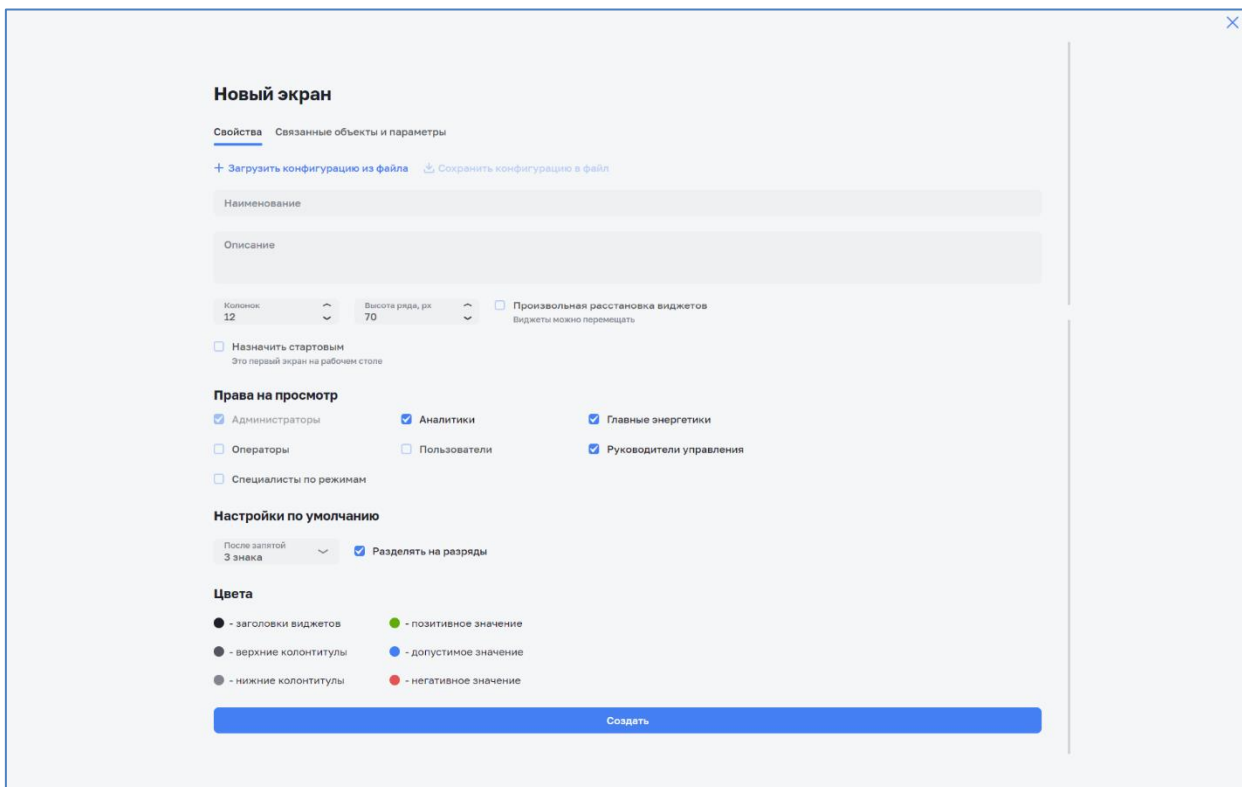 Новый экран
Свойства Связанные объекты и параметры
+ Загрузить конфигурацию из файла Сохранить конфигурацию в файл
Наименование
Описание
Колонок
12
Высота ряда, px
70
Произвольная расстановка виджетов
Виджеты можно перемещать
Назначить стартовым
Это первый экран на рабочем столе
Права на просмотр
Администраторы Аналитики Главные энергетики
Операторы Пользователи Руководители управления
Специалисты по режимам
Настройки по умолчанию
После запятой
3 знака
Разделять на разряды
Цвета
- заголовки виджетов - позитивное значение
- верхние колонтитулы - допустимое значение
- нижние колонтитулы - негативное значение
Создать